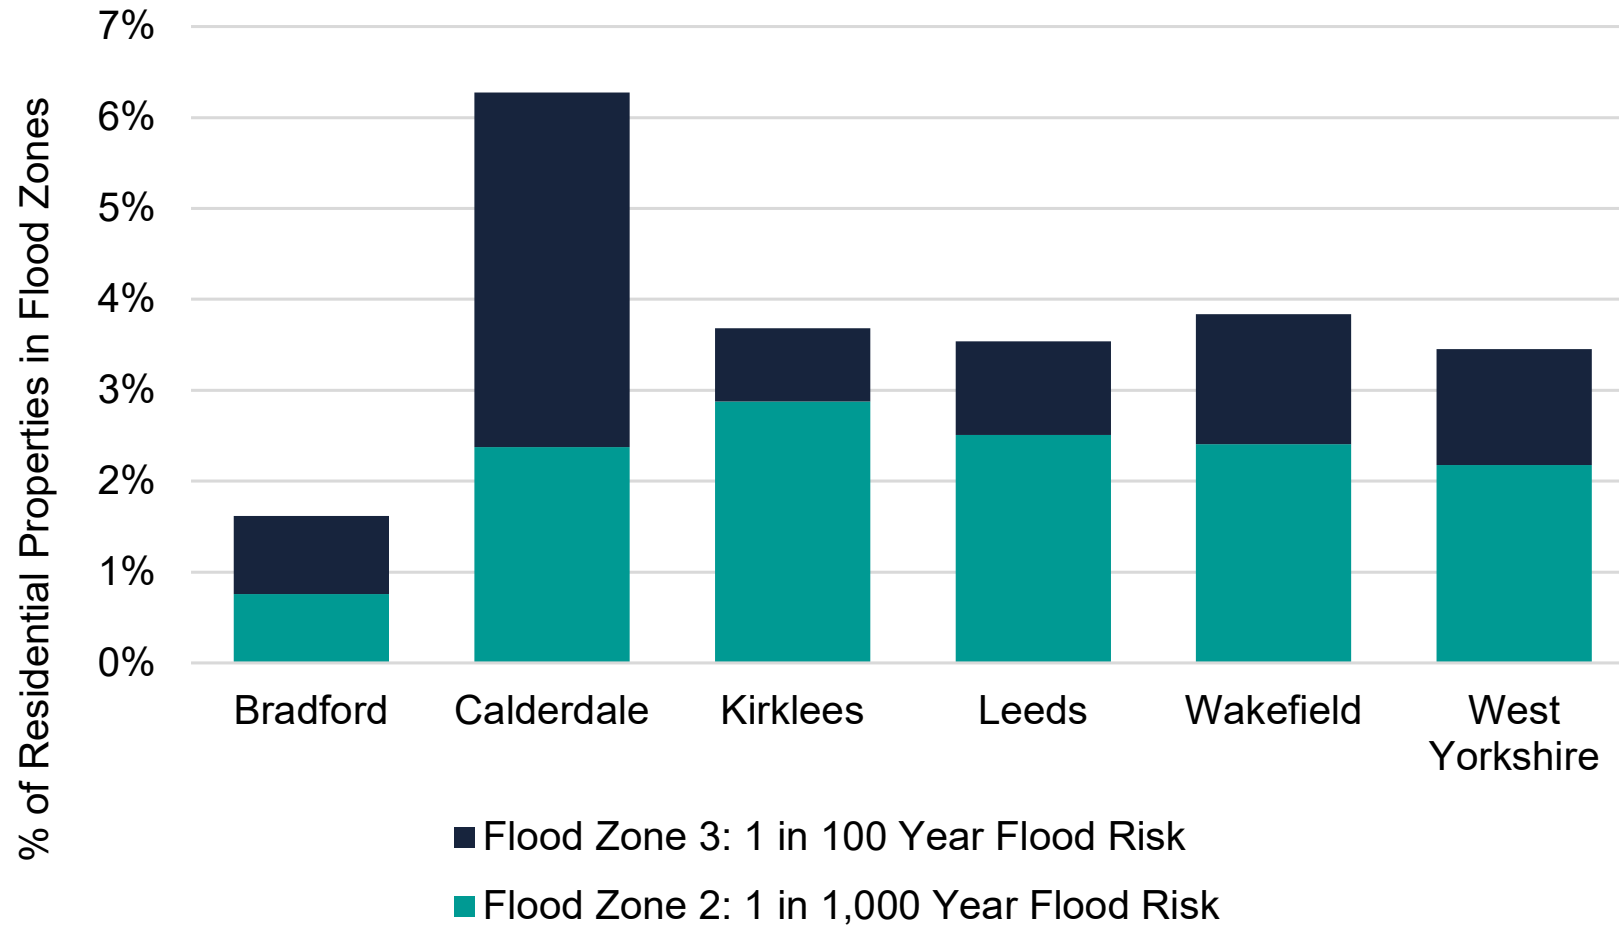 % of Residential Properties in Flood Zones
7%
6%
5%
4%
3%
2%
1%
0%
Bradford
Calderdale
Kirklees
Leeds
Wakefield
West
Yorkshire
Flood Zone 3: 1 in 100 Year Flood Risk
Flood Zone 2: 1 in 1,000 Year Flood Risk